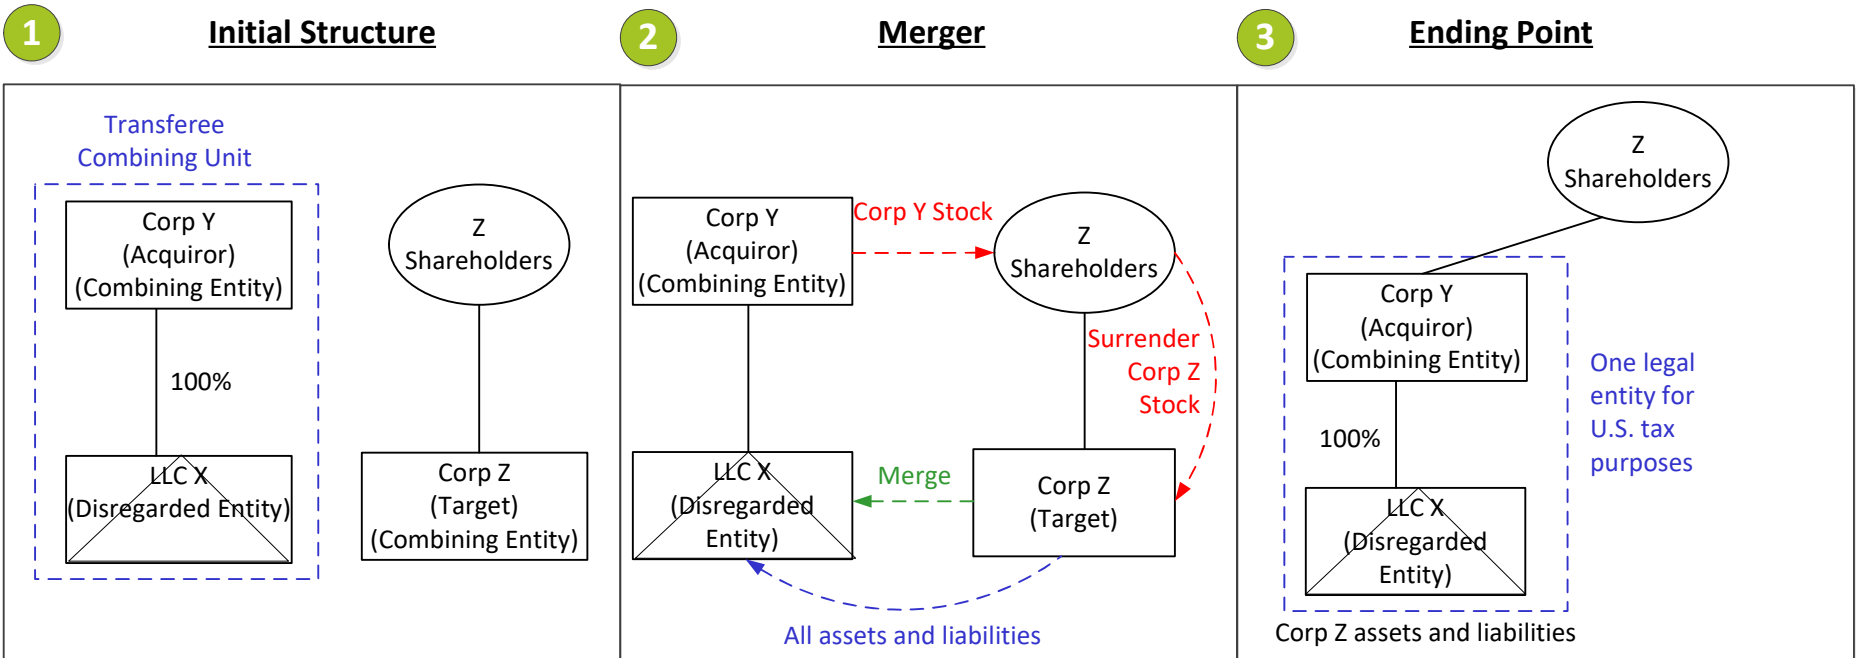 1
Initial Structure
Transferee
Combining Unit
Corp Y
(Acquiror)
(Combining Entity)
100%
LLC X
(Disregarded Entity)
Z
Shareholders
Corp Z
(Target)
(Combining Entity)
2
Merger
Corp Y
(Acquiror)
(Combining Entity)
Corp Y Stock
Z
Shareholders
Surrender
Corp Z
Stock
LLC X
(Disregarded
Entity)
Merge
Corp Z
(Target)
All assets and liabilities
3
Ending Point
Z
Shareholders
Corp Y
(Acquiror)
(Combining Entity)
100%
LLC X
(Disregarded
Entity)
One legal
entity for
U.S. tax
purposes
Corp Z assets and liabilities